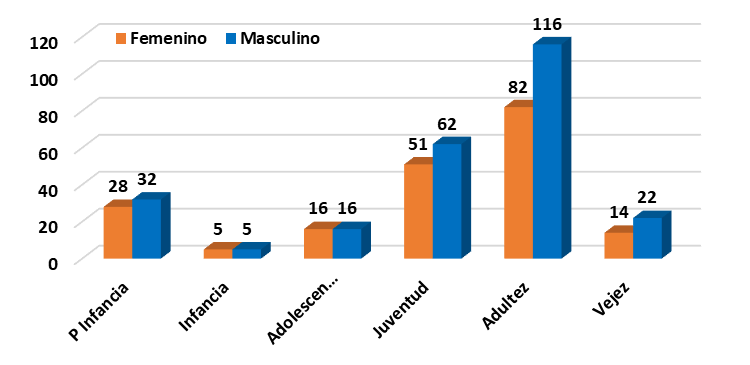 Femenino Masculino
120
100
80
60
40
20
0
28 32
5 5
16 16
51 62
82 116
14 22
P Infancia
Infancia
Adolescen...
Juventud
Adultez
Vejez